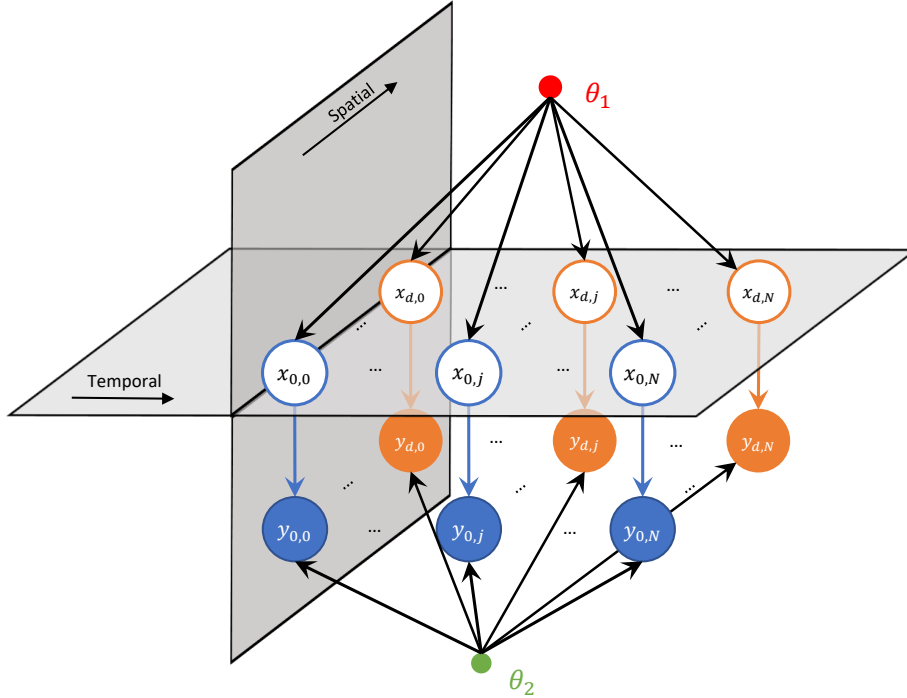 Spatial
θ₁
x_{d,0} ... x_{d,j} ... x_{d,N}
... ... ...
x_{0,0} ... x_{0,j} ... x_{0,N}
Temporal
y_{d,0} ... y_{d,j} ... y_{d,N}
... ... ...
y_{0,0} ... y_{0,j} ... y_{0,N}
θ₂